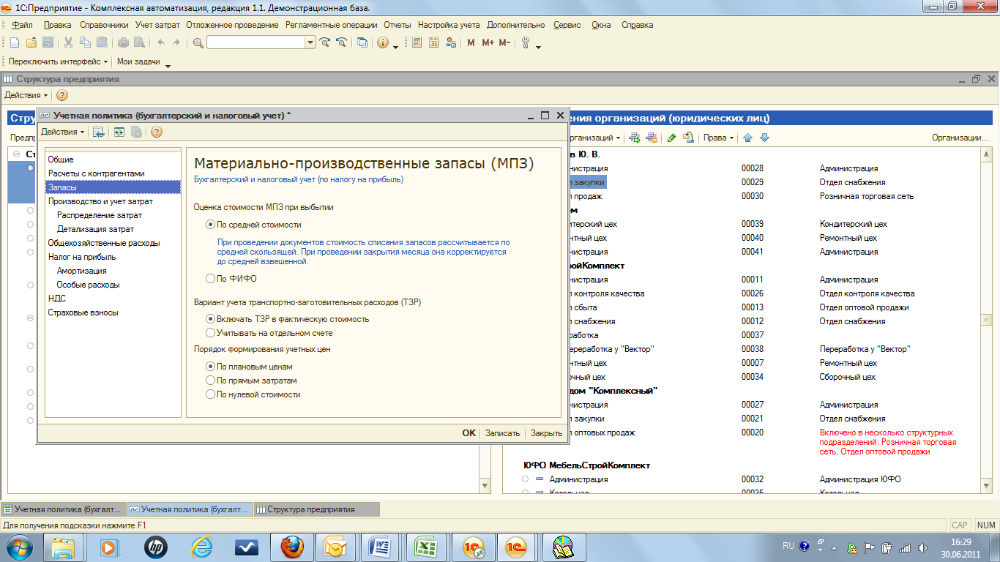 1С:Предприятие - Комплексная автоматизация, редакция 1.1. Демонстрационная база.
Файл Правка Справочники Учет затрат Отложенное проведение Регламентные операции Отчеты Настройка учета Дополнительно Сервис Окна Справка
M M+ M-
Переключить интерфейс Мои задачи
Структура предприятия
Действия
Стру
Учетная политика (бухгалтерский и налоговый учет) *
ния организаций (юридических лиц)
Предпр
Действия
рганизаций Права Организации...
Ст
Общие
Расчеты с контрагентами
Запасы
Производство и учет затрат
Распределение затрат
Детализация затрат
Общехозяйственные расходы
Налог на прибыль
Амортизация
Особые расходы
НДС
Страховые взносы
Материально-производственные запасы (МПЗ)
Бухгалтерский и налоговый учет (по налогу на прибыль)
Оценка стоимости МПЗ при выбытии
По средней стоимости
При проведении документов стоимость списания запасов рассчитывается по
средней скользящей. При проведении закрытия месяца она корректируется
до средней взвешенной.
По ФИФО
Вариант учета транспортно-заготовительных расходов (ТЗР)
Включать ТЗР в фактическую стоимость
Учитывать на отдельном счете
Порядок формирования учетных цен
По плановым ценам
По прямым затратам
По нулевой стоимости
OK Записать Закрыть
в Ю. В.
министрация 00028 Администрация
л закупки 00029 Отдел снабжения
л продаж 00030 Розничная торговая сеть
ом
дитерский цех 00039 Кондитерский цех
онтный цех 00040 Ремонтный цех
министрация 00041 Администрация
ройКомплект
министрация 00011 Администрация
л контроля качества 00026 Отдел контроля качества
л сбыта 00013 Отдел оптовой продажи
л снабжения 00012 Отдел снабжения
работка 00037
ереработка у "Вектор" 00038 Переработка у "Вектор"
онтный цех 00007 Ремонтный цех
рочный цех 00034 Сборочный цех
дом "Комплексный"
министрация 00027 Администрация
л закупки 00021 Отдел снабжения
л оптовых продаж 00020 Включено в несколько структурных
подразделений: Розничная торговая
сеть, Отдел оптовой продажи
ЮФО МебельСтройКомплект
Администрация 00032 Администрация ЮФО
Котельная 00035 Котельная
Учетная политика (бухгалт... Учетная политика (бухгалт... Структура предприятия
Для получения подсказки нажмите F1 CAP NUM
RU 16:29
30.06.2011